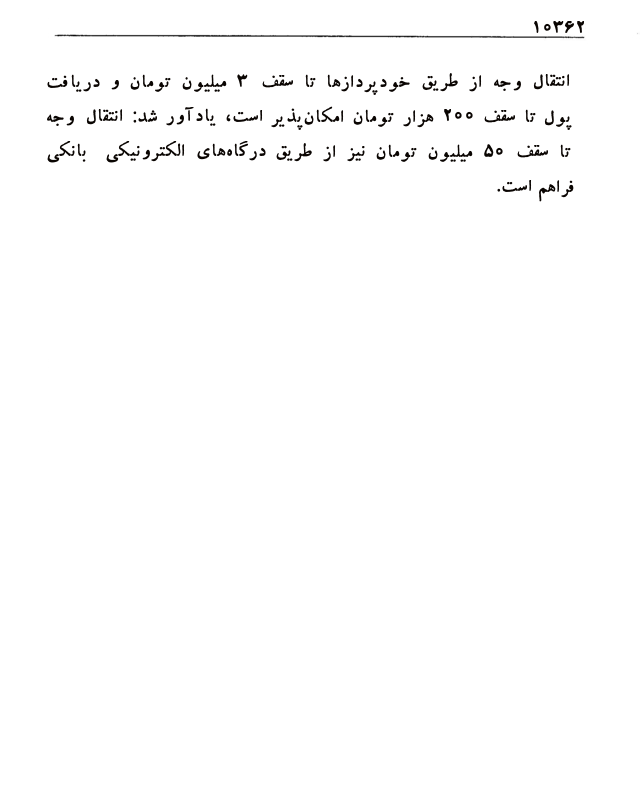 ۱۰۳۶۲
انتقال وجه از طریق خودپردازها تا سقف ۳ میلیون تومان و دریافت
پول تا سقف ۲۰۰ هزار تومان امکان‌پذیر است، یادآور شد: انتقال وجه
تا سقف ۵۰ میلیون تومان نیز از طریق درگاه‌های الکترونیکی بانکی
فراهم است.